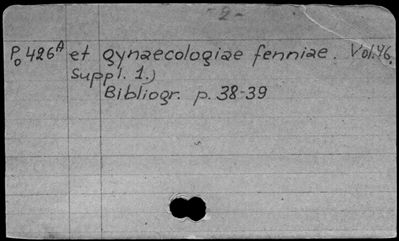 - 2 -
Po 426A et gynaecologiae fenniae. Vol. 46,
Suppl. 1.)
Bibliogr. p. 38-39